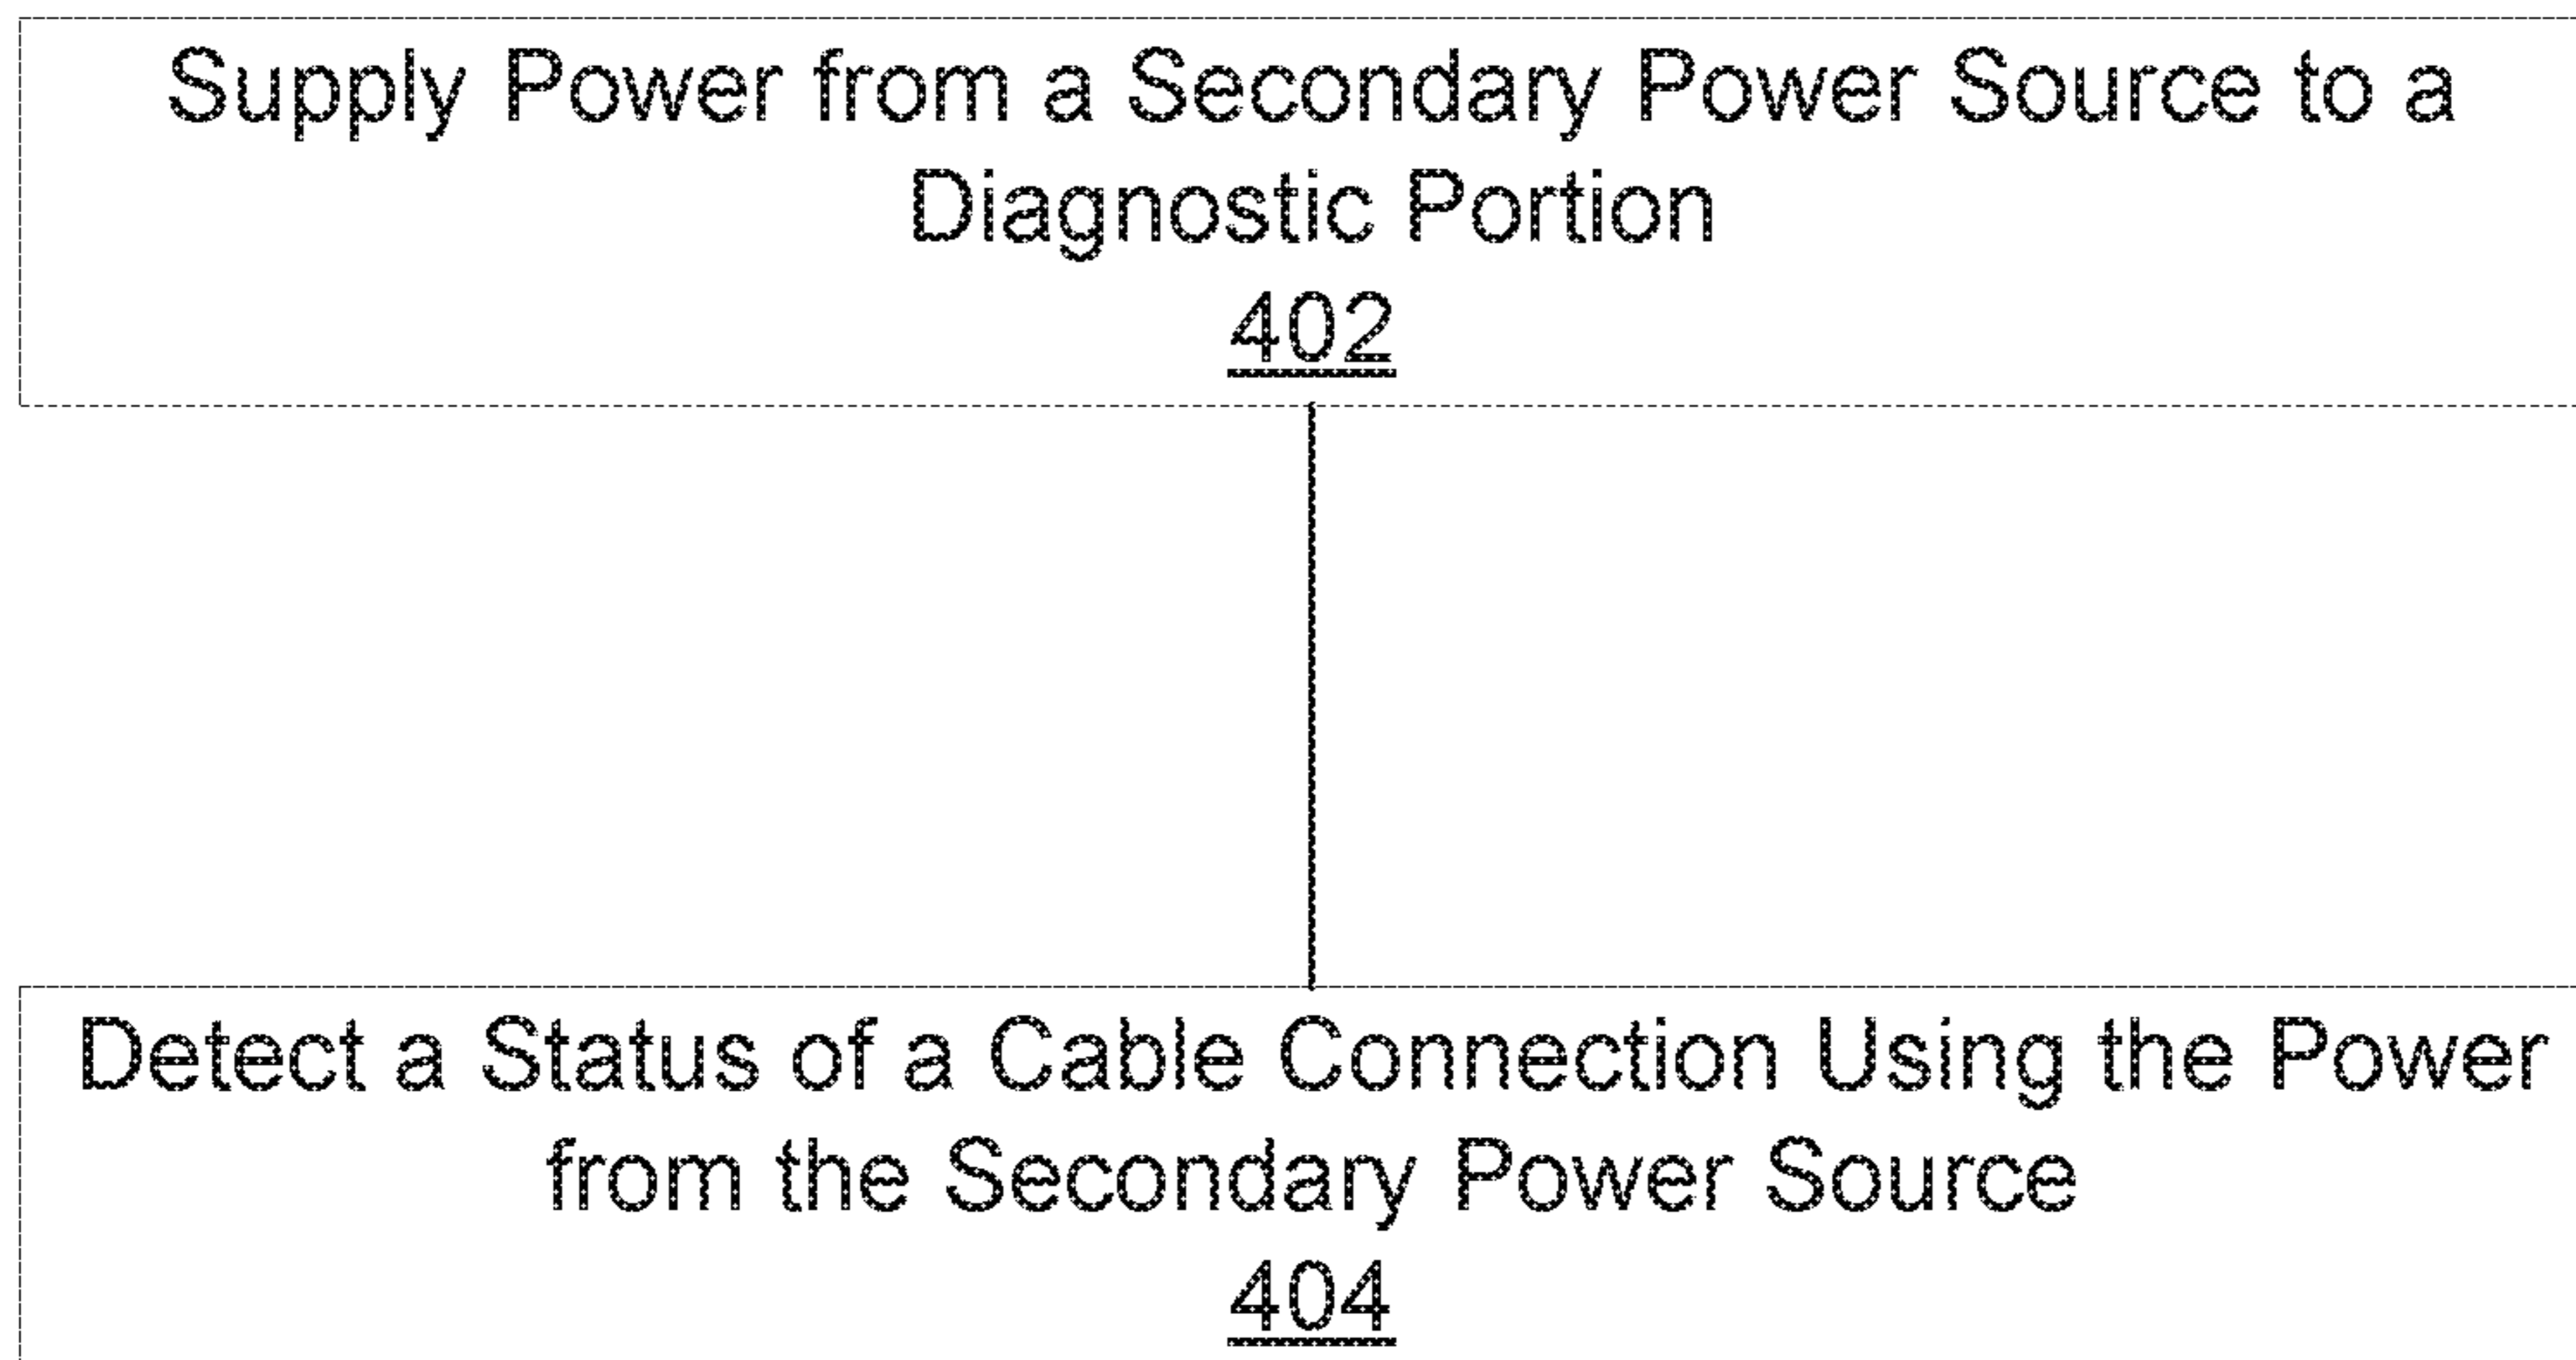 Supply Power from a Secondary Power Source to a
Diagnostic Portion
402
Detect a Status of a Cable Connection Using the Power
from the Secondary Power Source
404